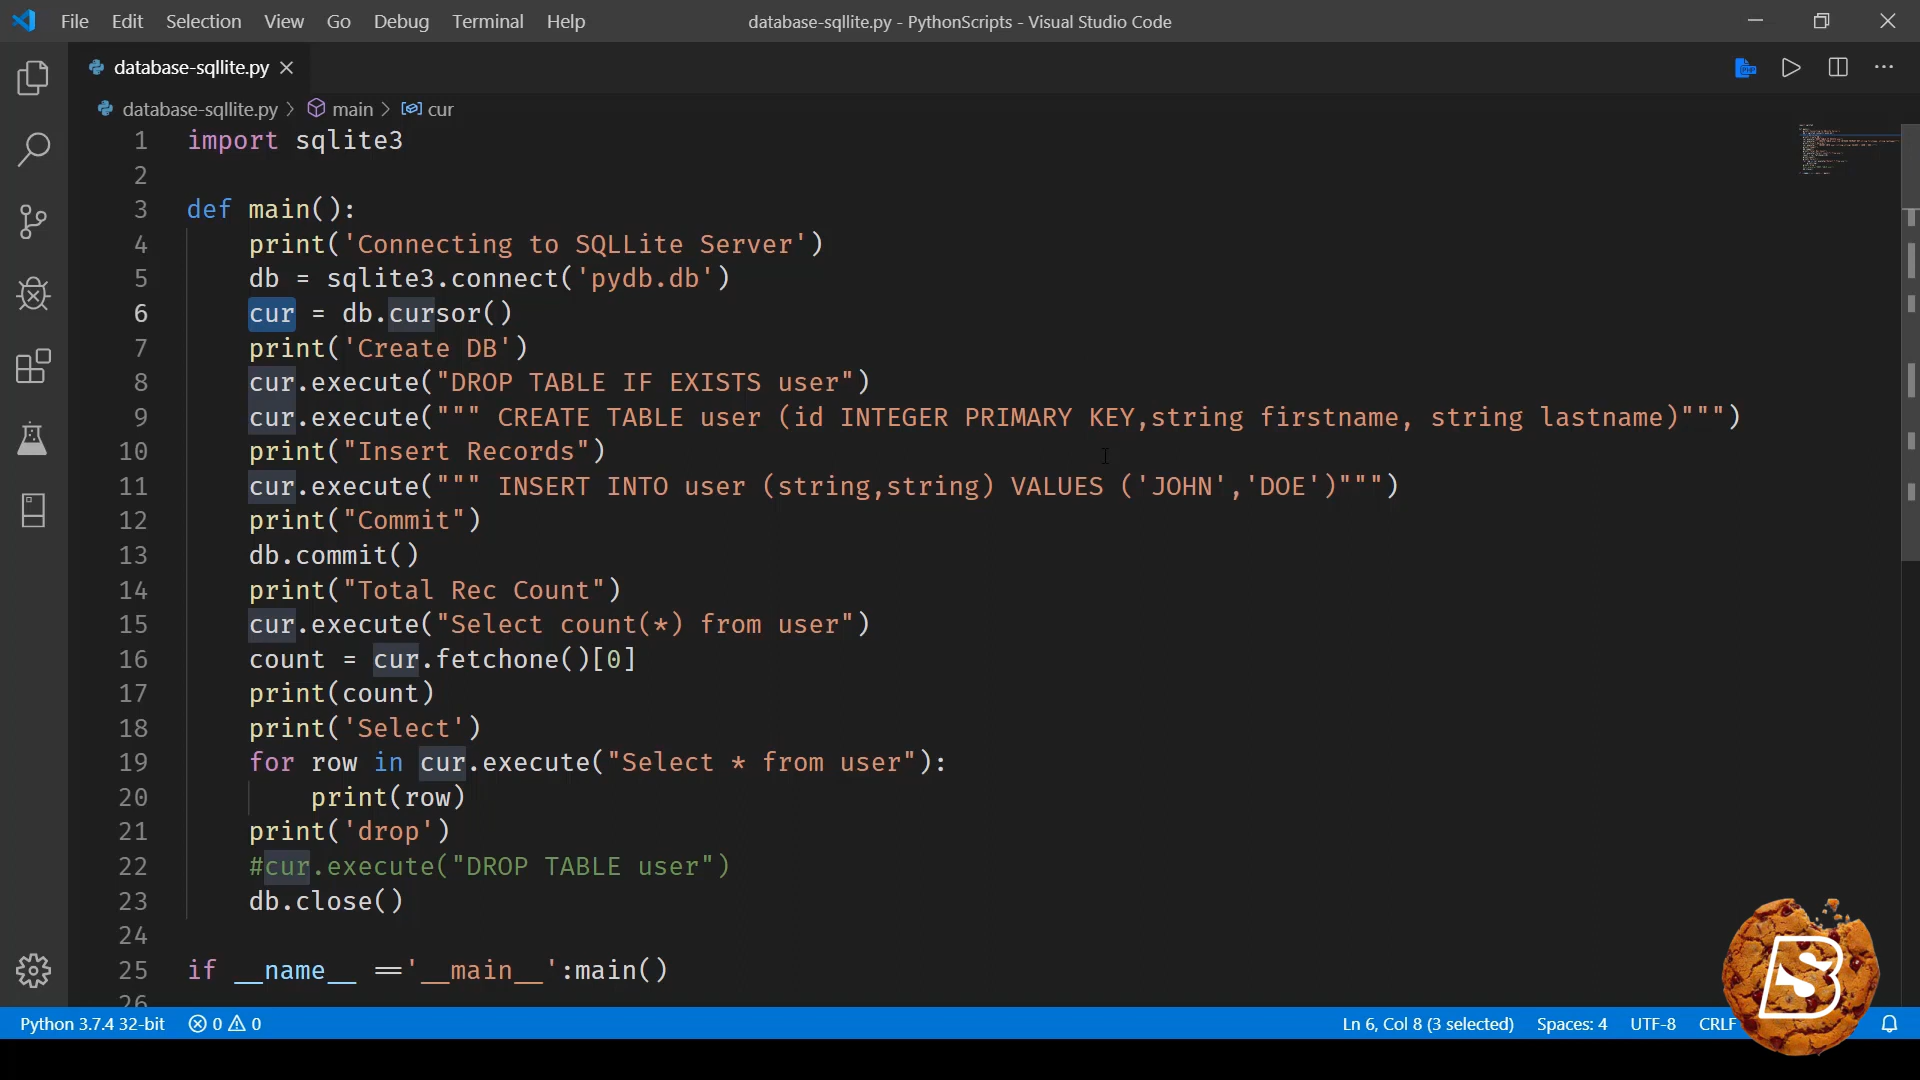 File Edit Selection View Go Debug Terminal Help database-sqllite.py - PythonScripts - Visual Studio Code
database-sqllite.py
database-sqllite.py > main > cur
1 import sqlite3
2
3 def main():
4 print('Connecting to SQLLite Server')
5 db = sqlite3.connect('pydb.db')
6 cur = db.cursor()
7 print('Create DB')
8 cur.execute("DROP TABLE IF EXISTS user")
9 cur.execute(""" CREATE TABLE user (id INTEGER PRIMARY KEY,string firstname, string lastname)""")
10 print("Insert Records")
11 cur.execute(""" INSERT INTO user (string,string) VALUES ('JOHN','DOE')""")
12 print("Commit")
13 db.commit()
14 print("Total Rec Count")
15 cur.execute("Select count(*) from user")
16 count = cur.fetchone()[0]
17 print(count)
18 print('Select')
19 for row in cur.execute("Select * from user"):
20 print(row)
21 print('drop')
22 #cur.execute("DROP TABLE user")
23 db.close()
24
25 if __name__ =='__main__':main()
26
Python 3.7.4 32-bit 0 0 Ln 6, Col 8 (3 selected) Spaces: 4 UTF-8 CRLF